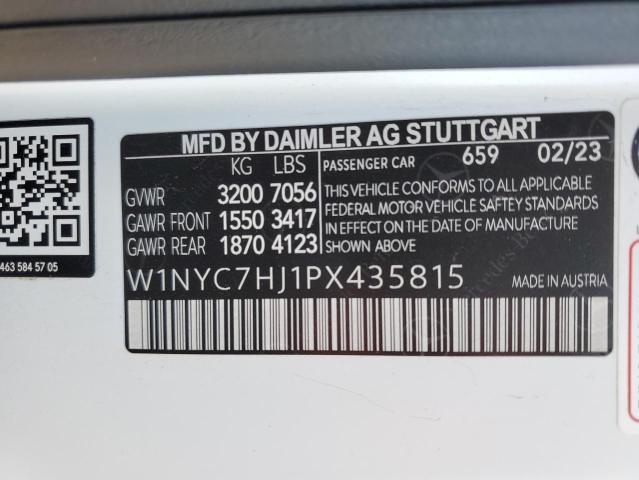 MFD BY DAIMLER AG STUTTGART
KG LBS PASSENGER CAR 659 02/23
GVWR 3200 7056
GAWR FRONT 1550 3417
GAWR REAR 1870 4123
THIS VEHICLE CONFORMS TO ALL APPLICABLE
FEDERAL MOTOR VEHICLE SAFTEY STANDARDS
IN EFFECT ON THE DATE OF MANUFACTURE
SHOWN ABOVE
W1NYC7HJ1PX435815 MADE IN AUSTRIA
463 584 57 05